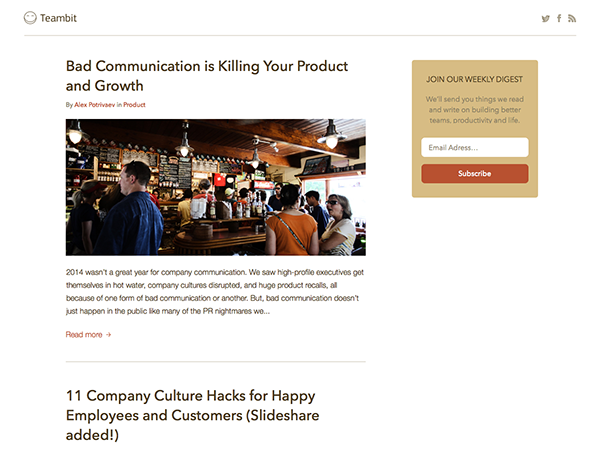 Teambit
Bad Communication is Killing Your Product
and Growth
By Alex Potrivaev in Product
2014 wasn't a great year for company communication. We saw high-profile executives get
themselves in hot water, company cultures disrupted, and huge product recalls, all
because of one form of bad communication or another. But, bad communication doesn't
just happen in the public like many of the PR nightmares we...
Read more →
11 Company Culture Hacks for Happy
Employees and Customers (Slideshare
added!)
JOIN OUR WEEKLY DIGEST
We'll send you things we read
and write on building better
teams, productivity and life.
Email Adress...
Subscribe